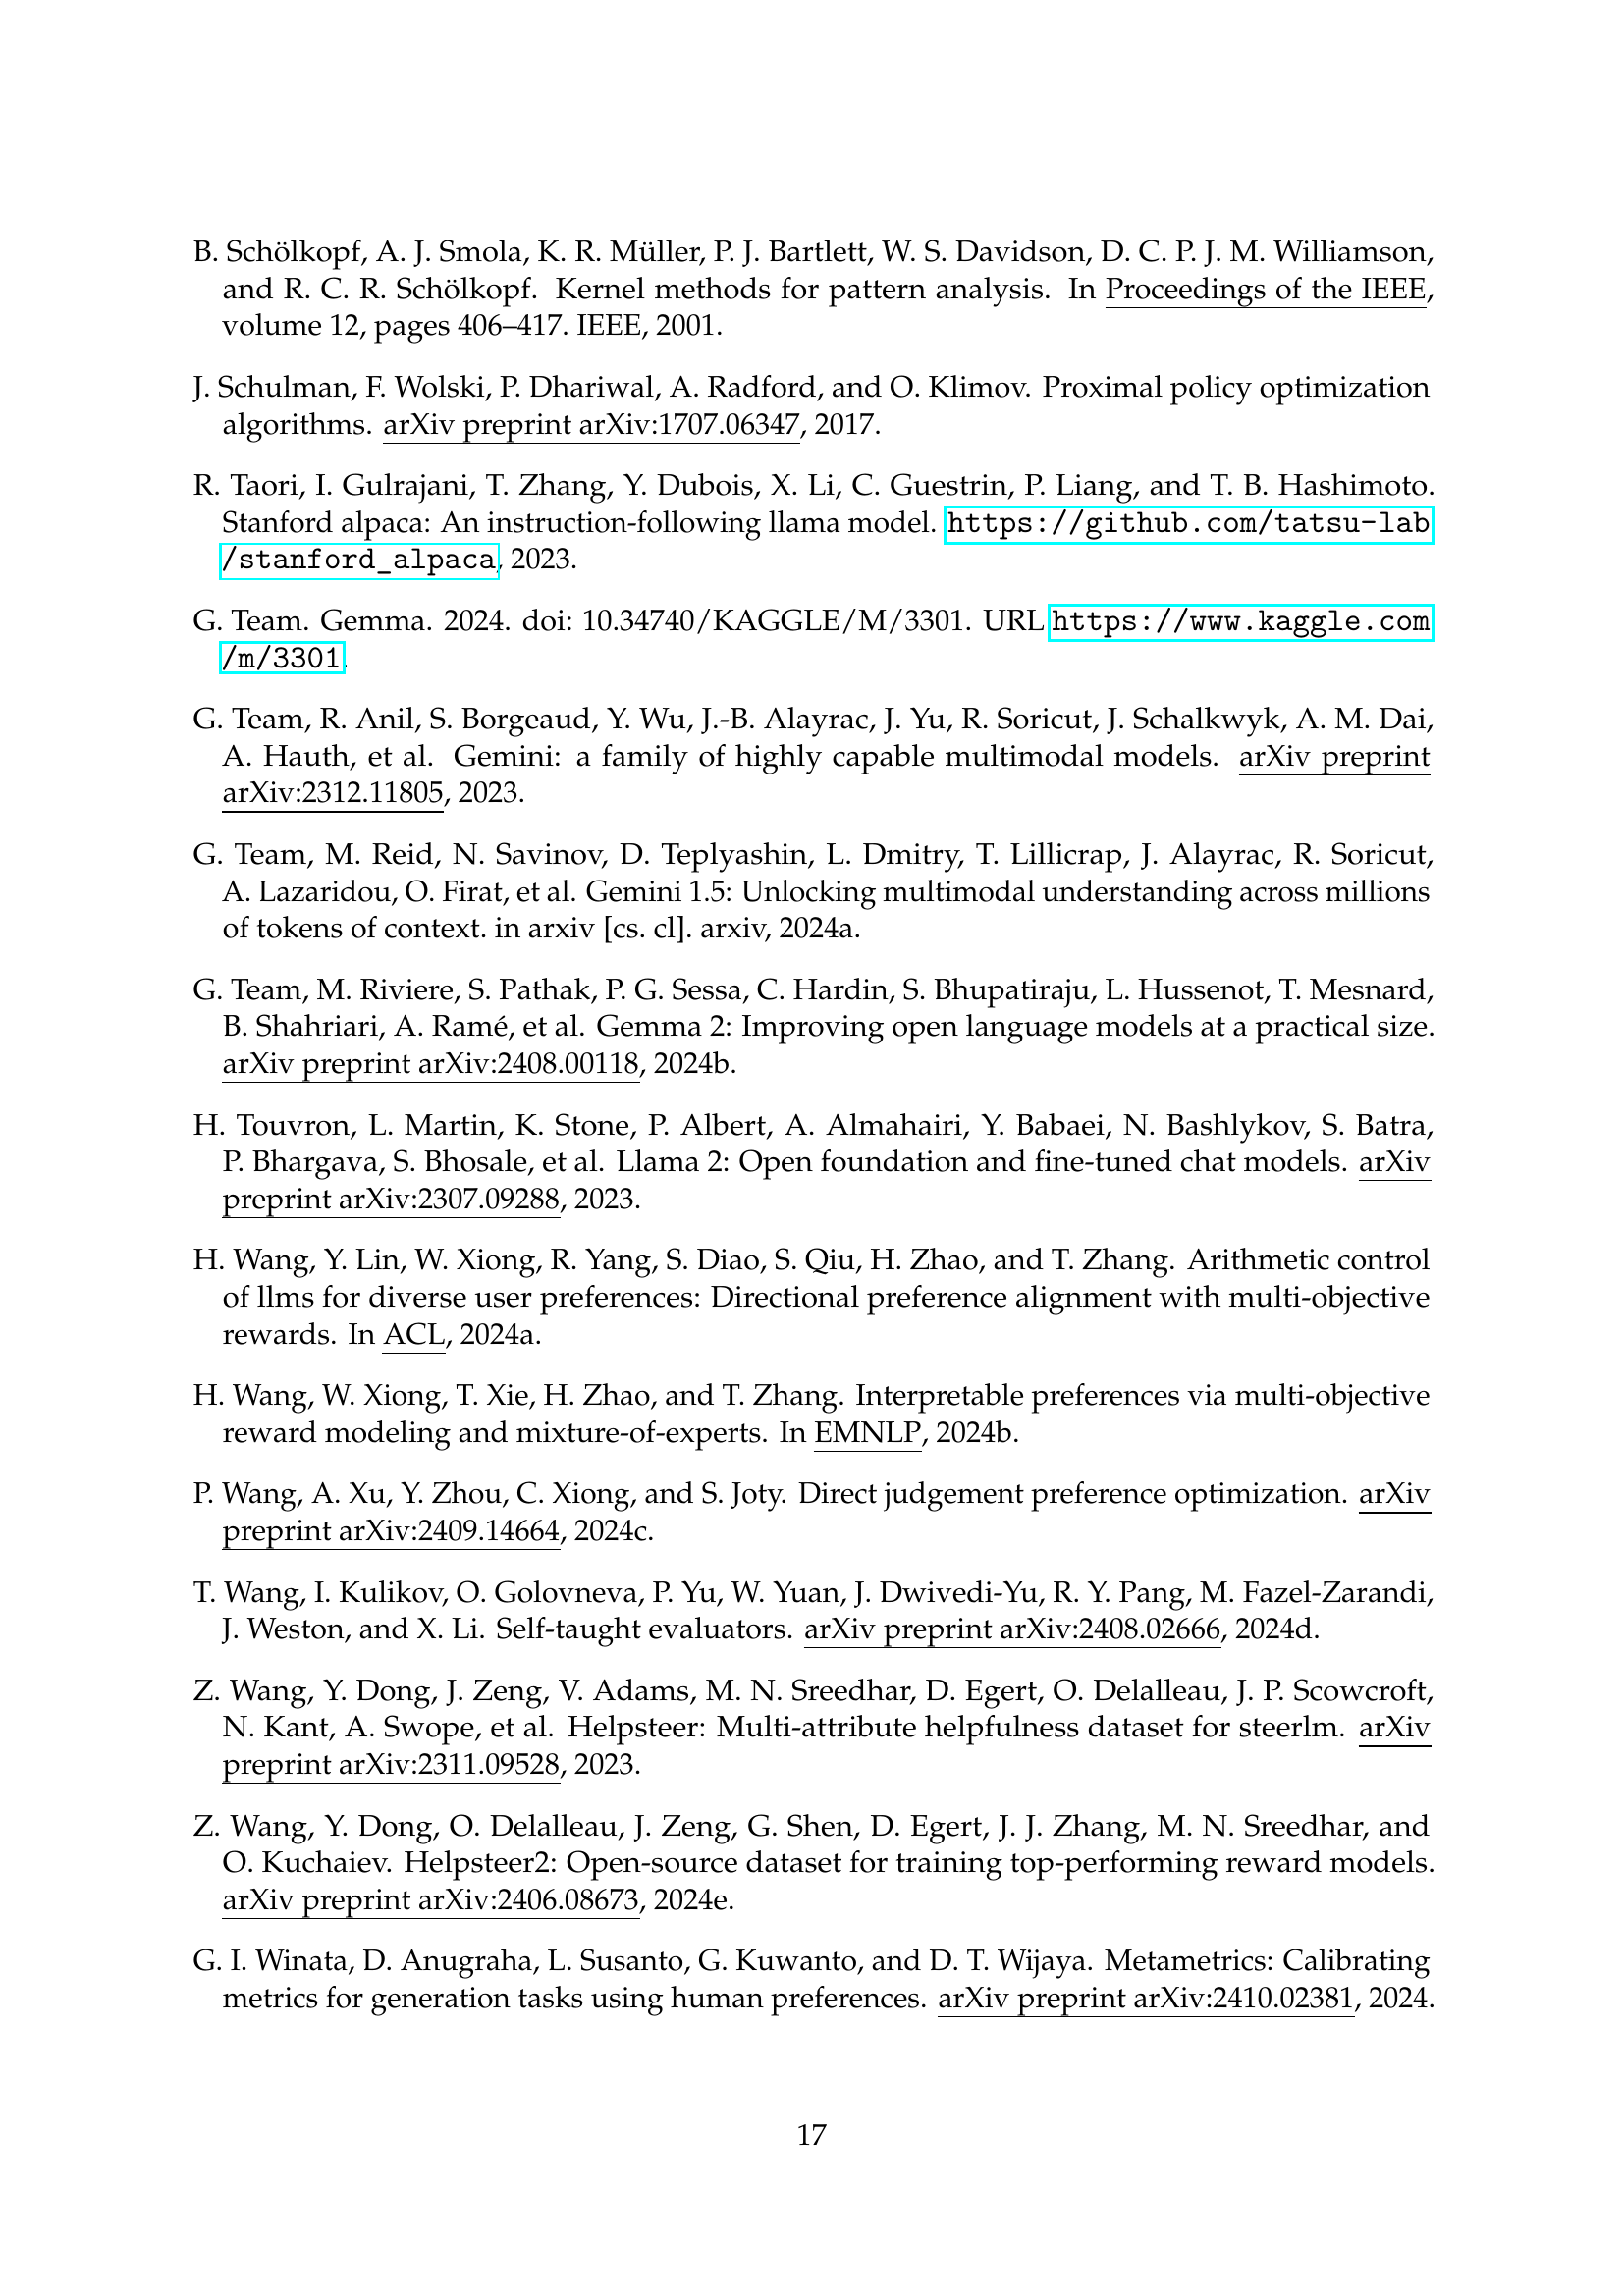 B. Schölkopf, A. J. Smola, K. R. Müller, P. J. Bartlett, W. S. Davidson, D. C. P. J. M. Williamson,
and R. C. R. Schölkopf. Kernel methods for pattern analysis. In Proceedings of the IEEE,
volume 12, pages 406–417. IEEE, 2001.
J. Schulman, F. Wolski, P. Dhariwal, A. Radford, and O. Klimov. Proximal policy optimization
algorithms. arXiv preprint arXiv:1707.06347, 2017.
R. Taori, I. Gulrajani, T. Zhang, Y. Dubois, X. Li, C. Guestrin, P. Liang, and T. B. Hashimoto.
Stanford alpaca: An instruction-following llama model. https://github.com/tatsu-lab
/stanford_alpaca, 2023.
G. Team. Gemma. 2024. doi: 10.34740/KAGGLE/M/3301. URL https://www.kaggle.com
/m/3301.
G. Team, R. Anil, S. Borgeaud, Y. Wu, J.-B. Alayrac, J. Yu, R. Soricut, J. Schalkwyk, A. M. Dai,
A. Hauth, et al. Gemini: a family of highly capable multimodal models. arXiv preprint
arXiv:2312.11805, 2023.
G. Team, M. Reid, N. Savinov, D. Teplyashin, L. Dmitry, T. Lillicrap, J. Alayrac, R. Soricut,
A. Lazaridou, O. Firat, et al. Gemini 1.5: Unlocking multimodal understanding across millions
of tokens of context. in arxiv [cs. cl]. arxiv, 2024a.
G. Team, M. Riviere, S. Pathak, P. G. Sessa, C. Hardin, S. Bhupatiraju, L. Hussenot, T. Mesnard,
B. Shahriari, A. Ramé, et al. Gemma 2: Improving open language models at a practical size.
arXiv preprint arXiv:2408.00118, 2024b.
H. Touvron, L. Martin, K. Stone, P. Albert, A. Almahairi, Y. Babaei, N. Bashlykov, S. Batra,
P. Bhargava, S. Bhosale, et al. Llama 2: Open foundation and fine-tuned chat models. arXiv
preprint arXiv:2307.09288, 2023.
H. Wang, Y. Lin, W. Xiong, R. Yang, S. Diao, S. Qiu, H. Zhao, and T. Zhang. Arithmetic control
of llms for diverse user preferences: Directional preference alignment with multi-objective
rewards. In ACL, 2024a.
H. Wang, W. Xiong, T. Xie, H. Zhao, and T. Zhang. Interpretable preferences via multi-objective
reward modeling and mixture-of-experts. In EMNLP, 2024b.
P. Wang, A. Xu, Y. Zhou, C. Xiong, and S. Joty. Direct judgement preference optimization. arXiv
preprint arXiv:2409.14664, 2024c.
T. Wang, I. Kulikov, O. Golovneva, P. Yu, W. Yuan, J. Dwivedi-Yu, R. Y. Pang, M. Fazel-Zarandi,
J. Weston, and X. Li. Self-taught evaluators. arXiv preprint arXiv:2408.02666, 2024d.
Z. Wang, Y. Dong, J. Zeng, V. Adams, M. N. Sreedhar, D. Egert, O. Delalleau, J. P. Scowcroft,
N. Kant, A. Swope, et al. Helpsteer: Multi-attribute helpfulness dataset for steerlm. arXiv
preprint arXiv:2311.09528, 2023.
Z. Wang, Y. Dong, O. Delalleau, J. Zeng, G. Shen, D. Egert, J. J. Zhang, M. N. Sreedhar, and
O. Kuchaiev. Helpsteer2: Open-source dataset for training top-performing reward models.
arXiv preprint arXiv:2406.08673, 2024e.
G. I. Winata, D. Anugraha, L. Susanto, G. Kuwanto, and D. T. Wijaya. Metametrics: Calibrating
metrics for generation tasks using human preferences. arXiv preprint arXiv:2410.02381, 2024.
17